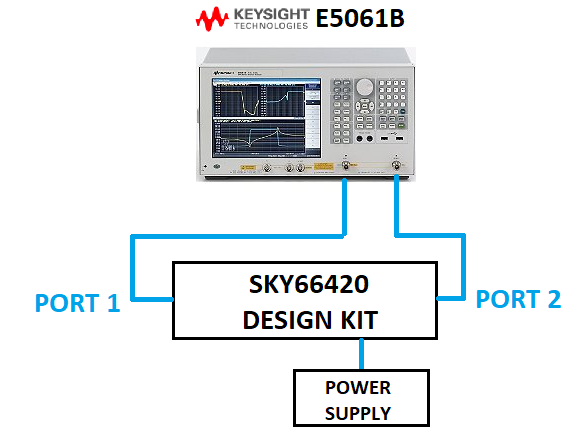 KEYSIGHT
TECHNOLOGIES
E5061B
PORT 1
SKY66420
DESIGN KIT
PORT 2
POWER
SUPPLY